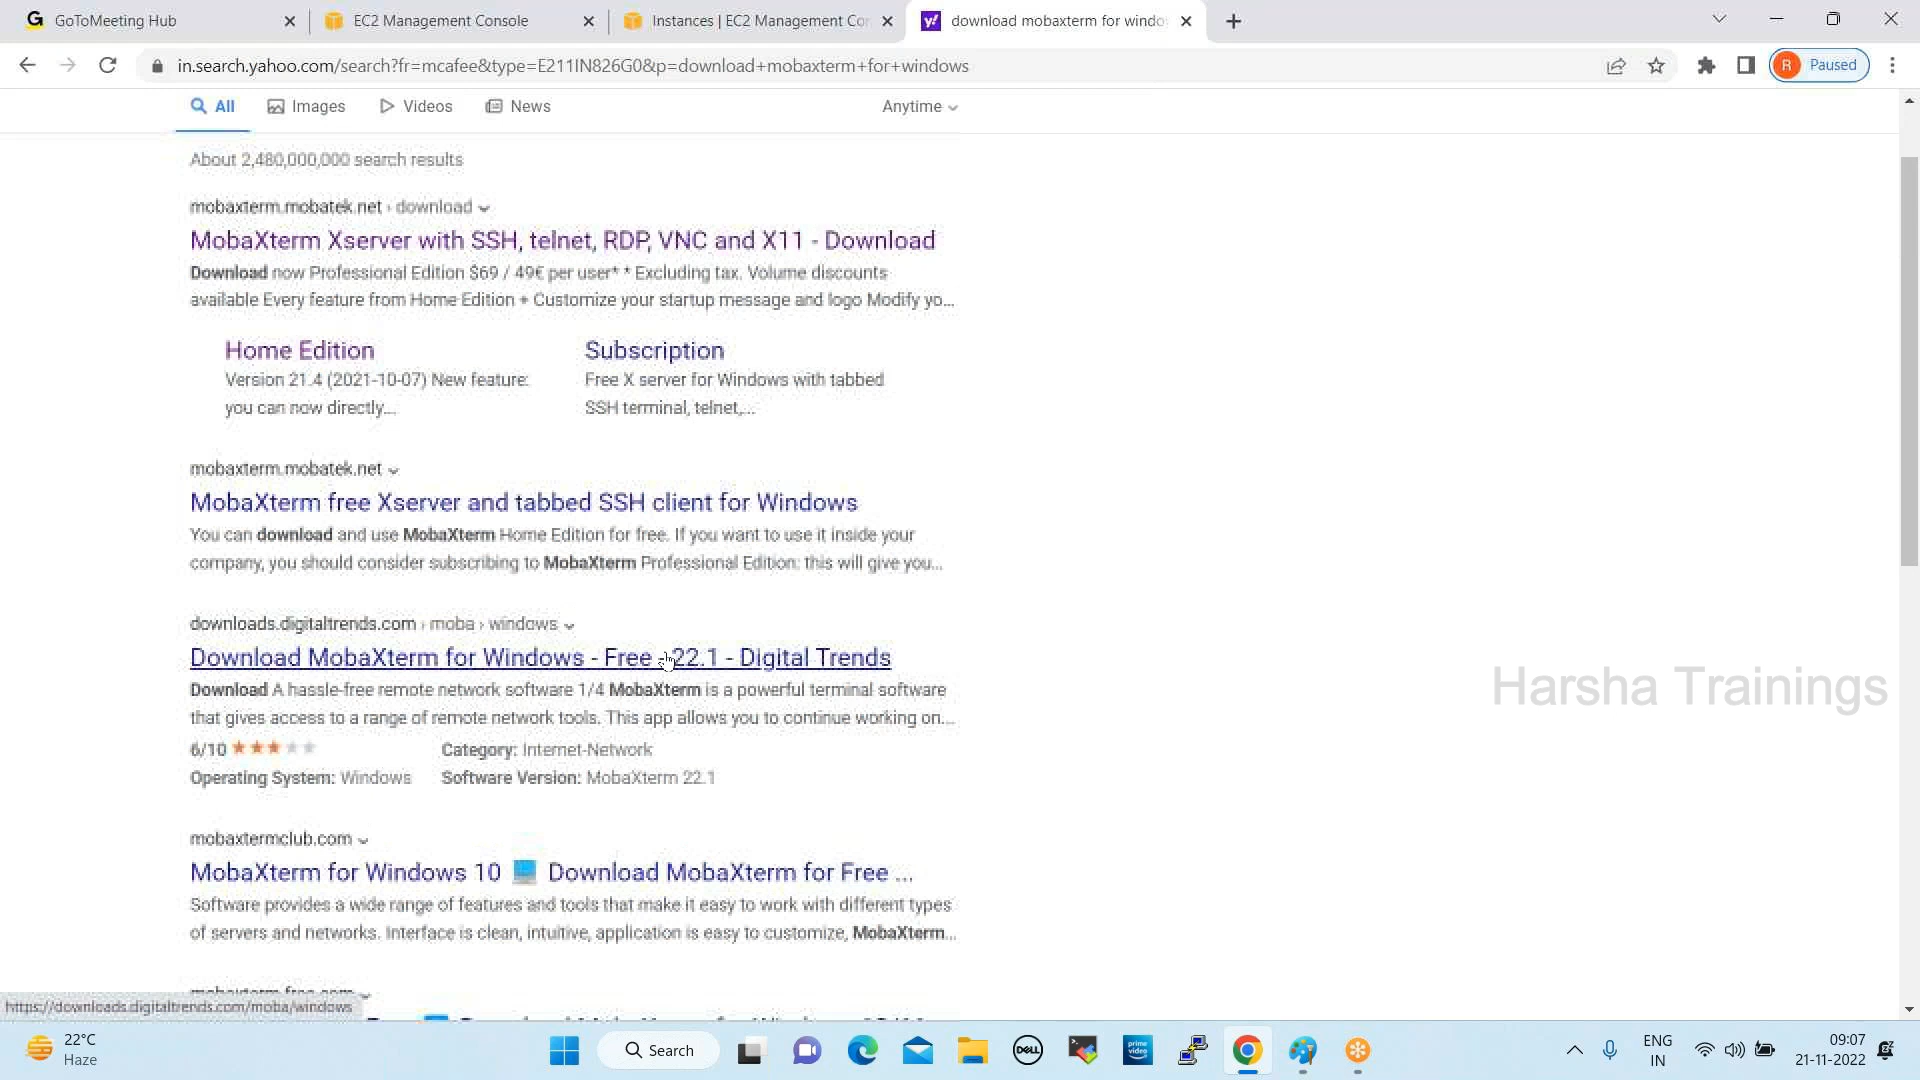 GoToMeeting Hub
EC2 Management Console
Instances | EC2 Management Co
download mobaxterm for windo
in.search.yahoo.com/search?fr=mcafee&type=E211IN826G0&p=download+mobaxterm+for+windows
R Paused
All Images Videos News Anytime
About 2,480,000,000 search results
mobaxterm.mobatek.net › download
MobaXterm Xserver with SSH, telnet, RDP, VNC and X11 - Download
Download now Professional Edition $69 / 49€ per user* * Excluding tax. Volume discounts
available Every feature from Home Edition + Customize your startup message and logo Modify yo...
Home Edition
Version 21.4 (2021-10-07) New feature:
you can now directly...
Subscription
Free X server for Windows with tabbed
SSH terminal, telnet,...
mobaxterm.mobatek.net
MobaXterm free Xserver and tabbed SSH client for Windows
You can download and use MobaXterm Home Edition for free. If you want to use it inside your
company, you should consider subscribing to MobaXterm Professional Edition: this will give you...
downloads.digitaltrends.com › moba › windows
Download MobaXterm for Windows - Free - 22.1 - Digital Trends
Download A hassle-free remote network software 1/4 MobaXterm is a powerful terminal software
that gives access to a range of remote network tools. This app allows you to continue working on...
6/10 Category: Internet-Network
Operating System: Windows Software Version: MobaXterm 22.1
Harsha Trainings
mobaxtermclub.com
MobaXterm for Windows 10 Download MobaXterm for Free ...
Software provides a wide range of features and tools that make it easy to work with different types
of servers and networks. Interface is clean, intuitive, application is easy to customize, MobaXterm...
https://downloads.digitaltrends.com/moba/windows
22°C
Haze
Search
DELL
prime video
ENG
IN
09:07
21-11-2022